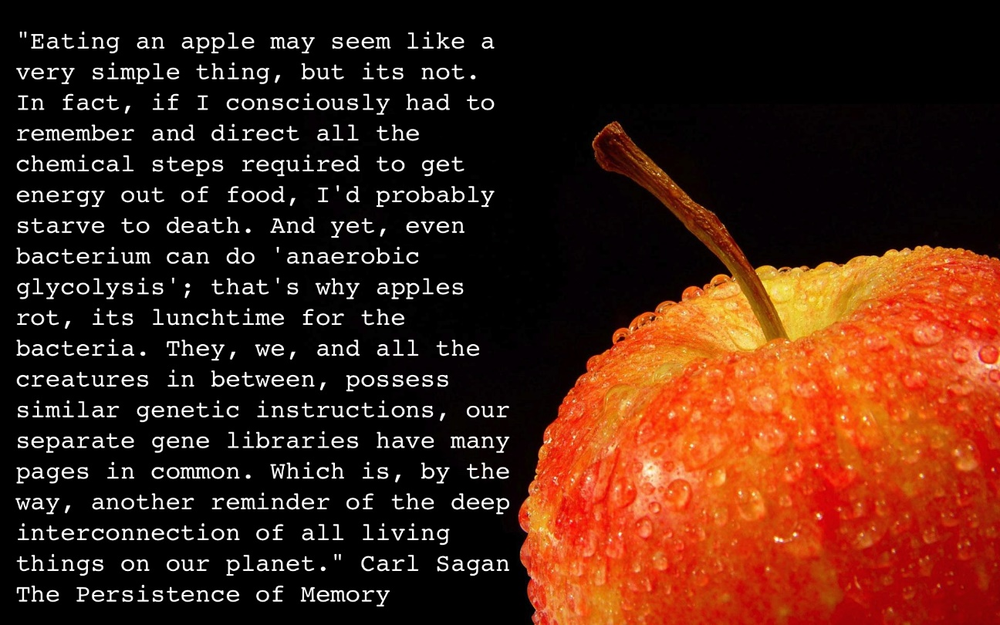 "Eating an apple may seem like a
very simple thing, but its not.
In fact, if I consciously had to
remember and direct all the
chemical steps required to get
energy out of food, I'd probably
starve to death. And yet, even
bacterium can do 'anaerobic
glycolysis'; that's why apples
rot, its lunchtime for the
bacteria. They, we, and all the
creatures in between, possess
similar genetic instructions, our
separate gene libraries have many
pages in common. Which is, by the
way, another reminder of the deep
interconnection of all living
things on our planet." Carl Sagan
The Persistence of Memory